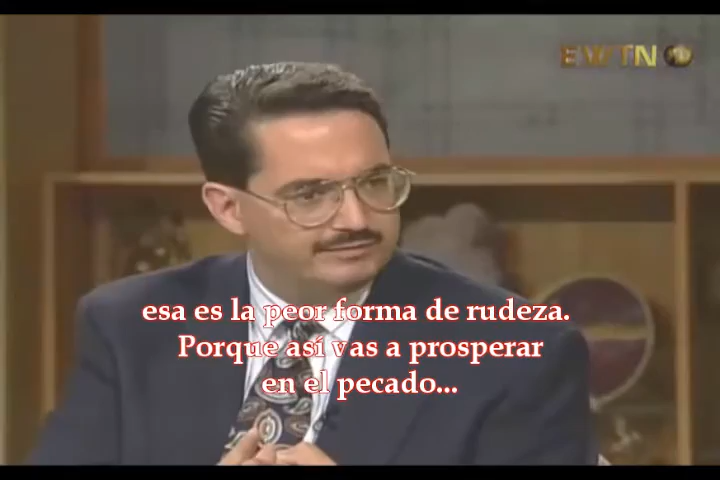 EWTN
esa es la peor forma de rudeza.
Porque así vas a prosperar
en el pecado...